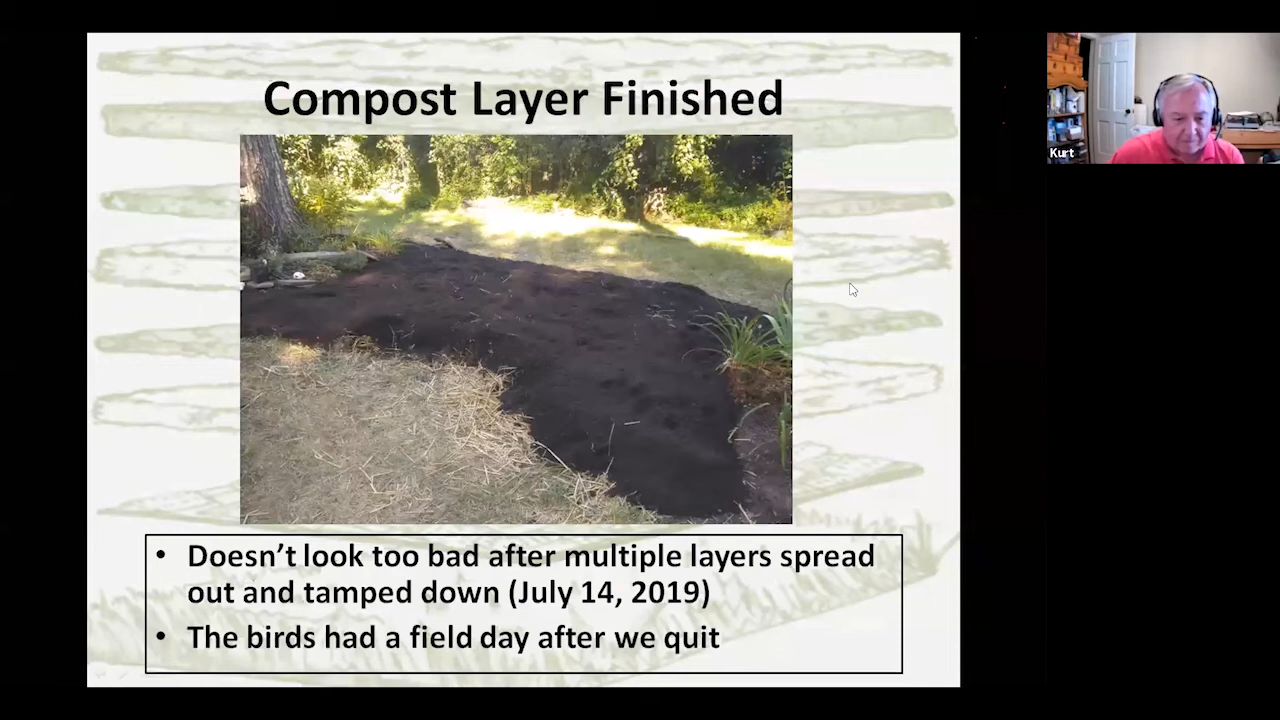 Compost Layer Finished
Kurt
• Doesn't look too bad after multiple layers spread
out and tamped down (July 14, 2019)
• The birds had a field day after we quit